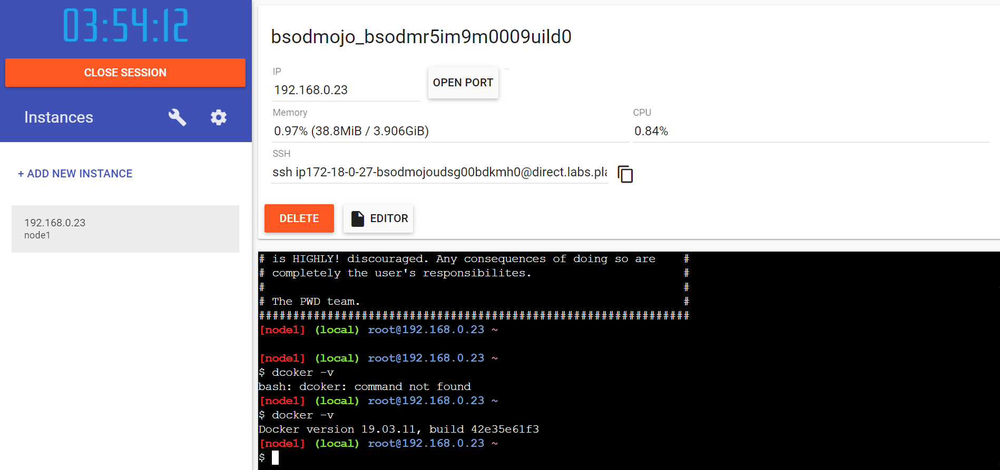 03:54:12
CLOSE SESSION
Instances
+ ADD NEW INSTANCE
192.168.0.23
node1
bsodmojo_bsodmr5im9m0009uild0
IP
192.168.0.23
OPEN PORT
Memory
0.97% (38.8MiB / 3.906GiB)
CPU
0.84%
SSH
ssh ip172-18-0-27-bsodmojoudsg00bdkmh0@direct.labs.pla
DELETE
EDITOR
# is HIGHLY! discouraged. Any consequences of doing so are #
# completely the user's responsibilites. #
# #
# The PWD team. #
###############################################################
[node1] (local) root@192.168.0.23 ~
[node1] (local) root@192.168.0.23 ~
$ dcoker -v
bash: dcoker: command not found
[node1] (local) root@192.168.0.23 ~
$ docker -v
Docker version 19.03.11, build 42e35e61f3
[node1] (local) root@192.168.0.23 ~
$